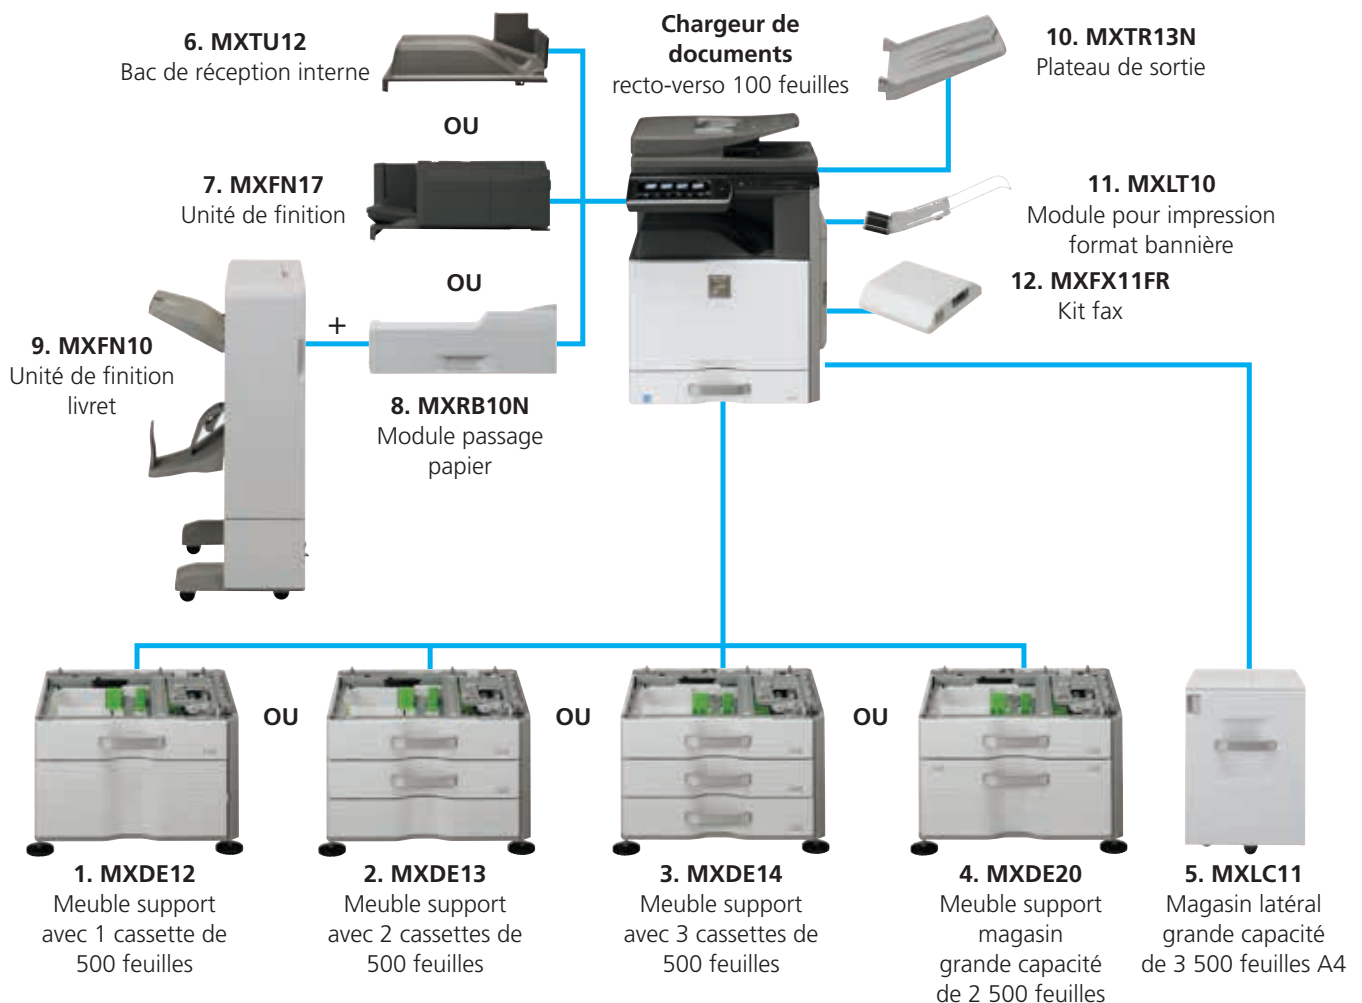 6. MXTU12
Bac de réception interne
Chargeur de
documents
recto-verso 100 feuilles
10. MXTR13N
Plateau de sortie
OU
7. MXFN17
Unité de finition
11. MXLT10
Module pour impression
format bannière
OU
12. MXFX11FR
Kit fax
+
9. MXFN10
Unité de finition
livret
8. MXRB10N
Module passage
papier
OU
OU
OU
1. MXDE12
Meuble support
avec 1 cassette de
500 feuilles
2. MXDE13
Meuble support
avec 2 cassettes de
500 feuilles
3. MXDE14
Meuble support
avec 3 cassettes de
500 feuilles
4. MXDE20
Meuble support
magasin
grande capacité
de 2 500 feuilles
5. MXLC11
Magasin latéral
grande capacité
de 3 500 feuilles A4